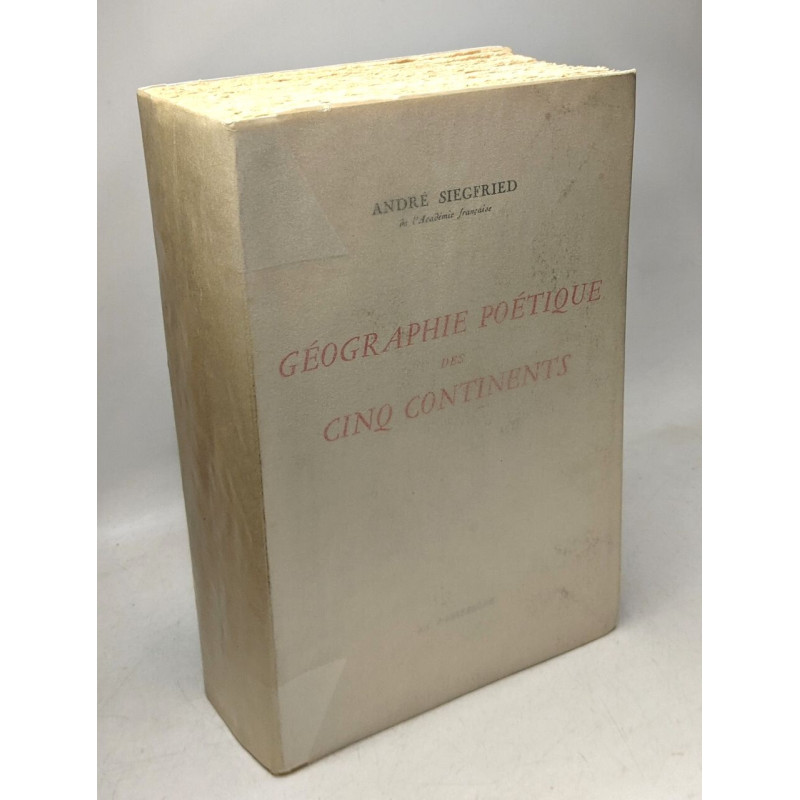 ANDRÉ SIEGFRIED
de l'Académie française
GÉOGRAPHIE POÉTIQUE
DES
CINQ CONTINENTS